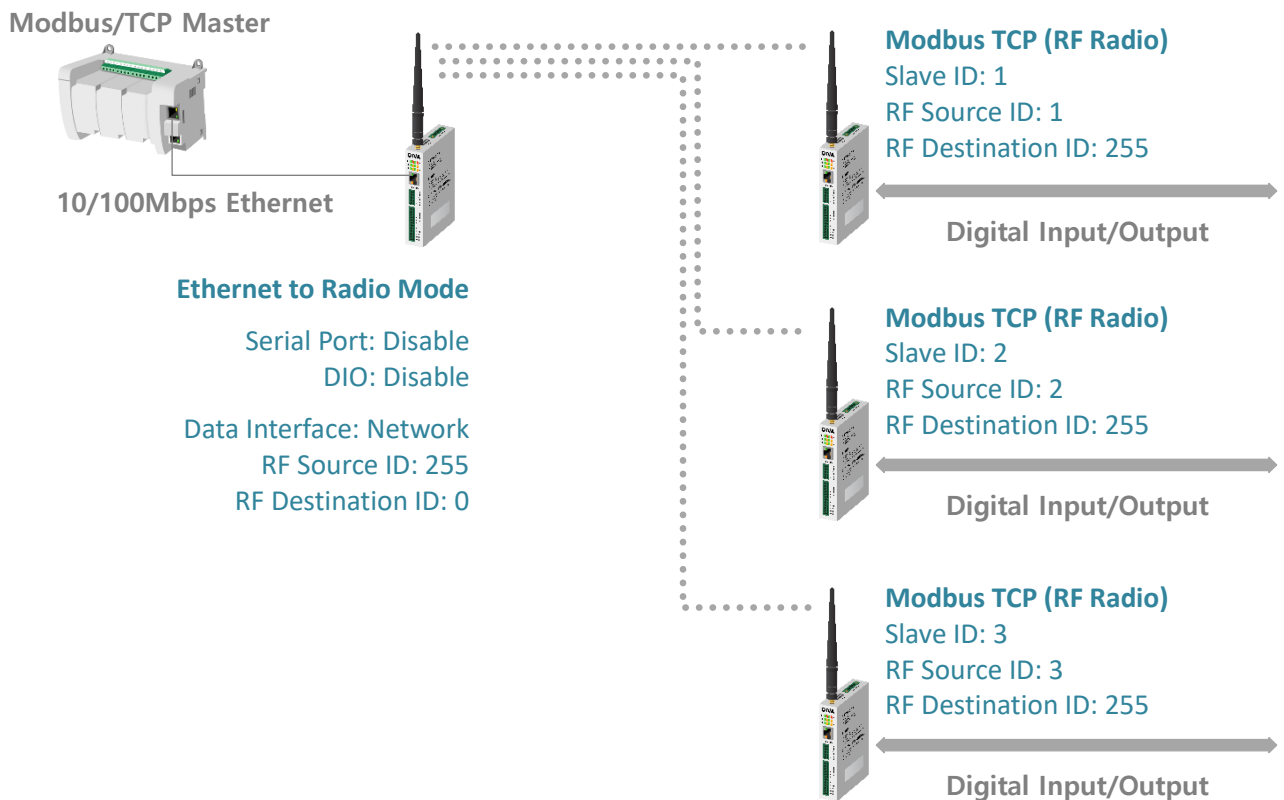 Modbus/TCP Master
10/100Mbps Ethernet
Ethernet to Radio Mode
Serial Port: Disable
DIO: Disable
Data Interface: Network
RF Source ID: 255
RF Destination ID: 0
Modbus TCP (RF Radio)
Slave ID: 1
RF Source ID: 1
RF Destination ID: 255
Digital Input/Output
Modbus TCP (RF Radio)
Slave ID: 2
RF Source ID: 2
RF Destination ID: 255
Digital Input/Output
Modbus TCP (RF Radio)
Slave ID: 3
RF Source ID: 3
RF Destination ID: 255
Digital Input/Output